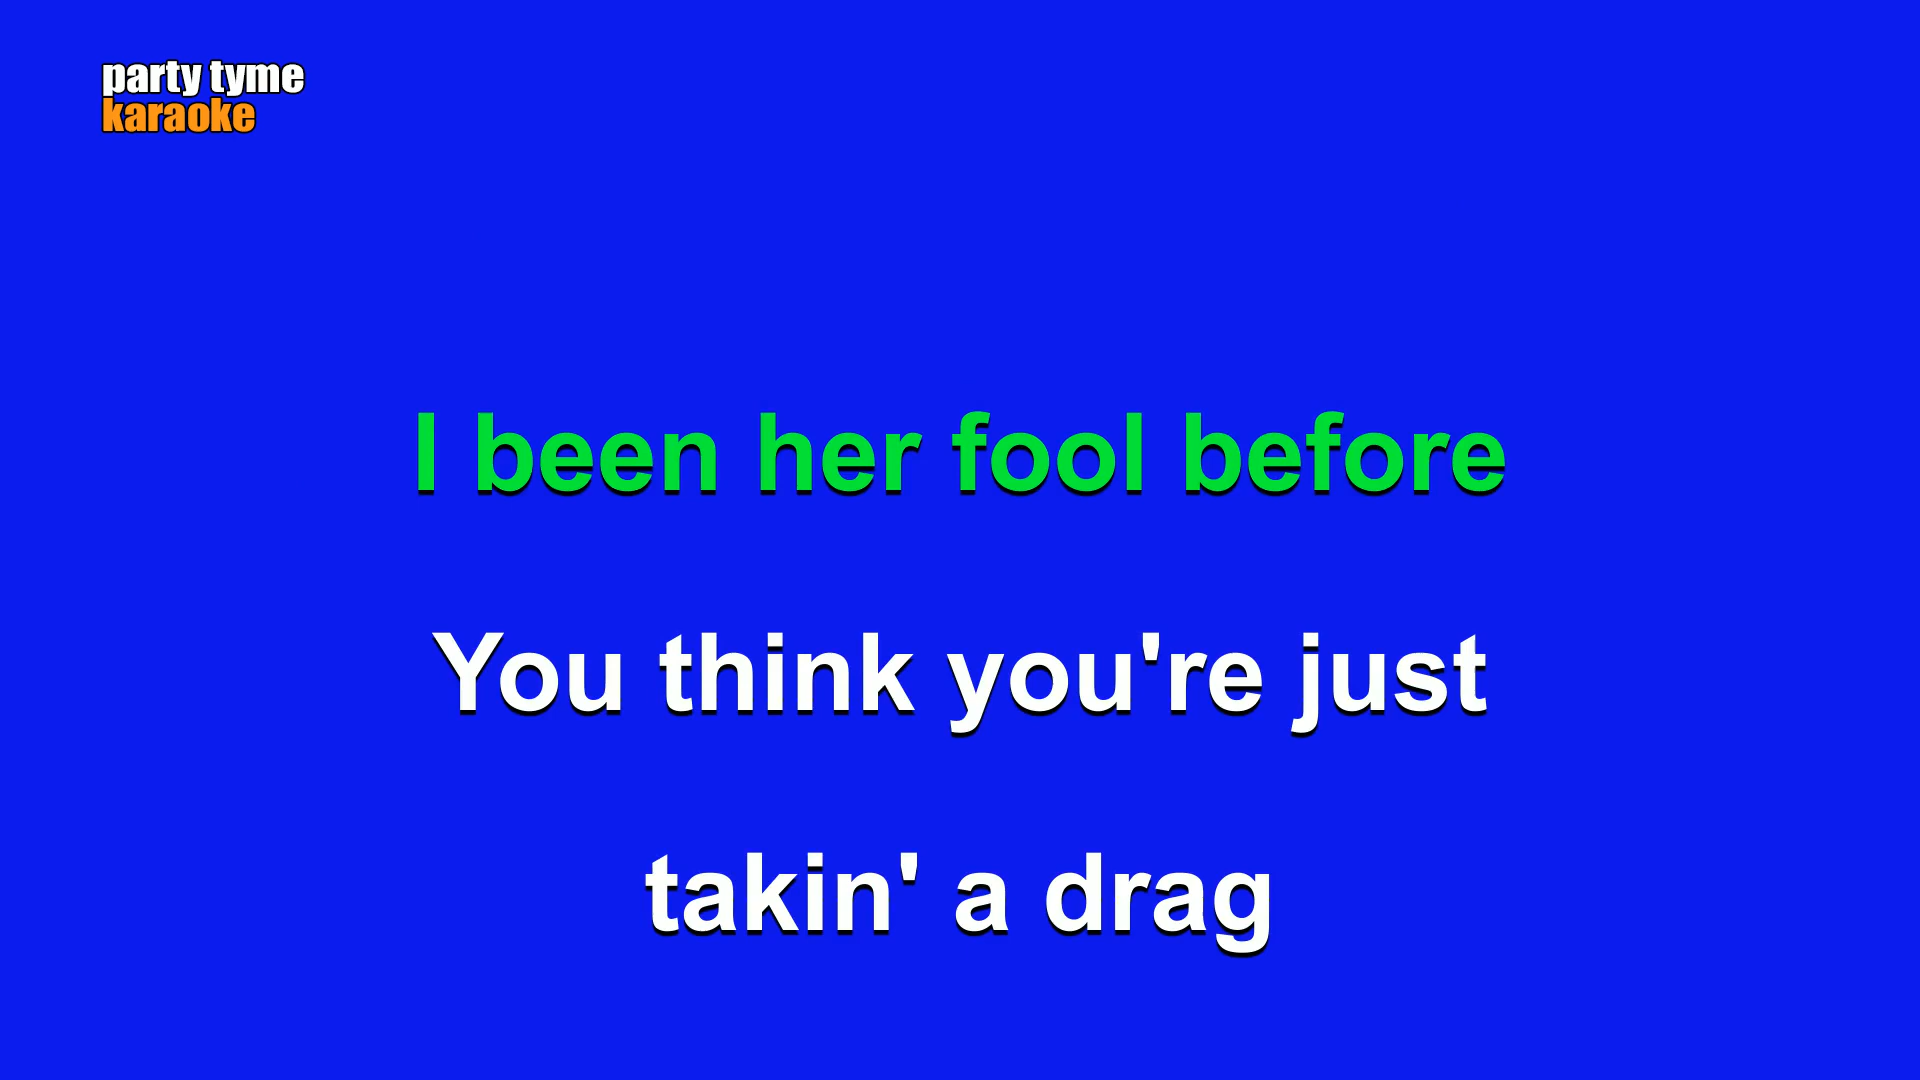 party tyme
karaoke
I been her fool before
You think you're just
takin' a drag